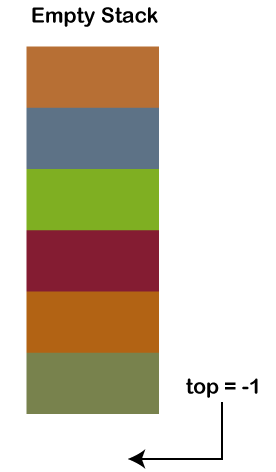 Empty Stack
top = -1